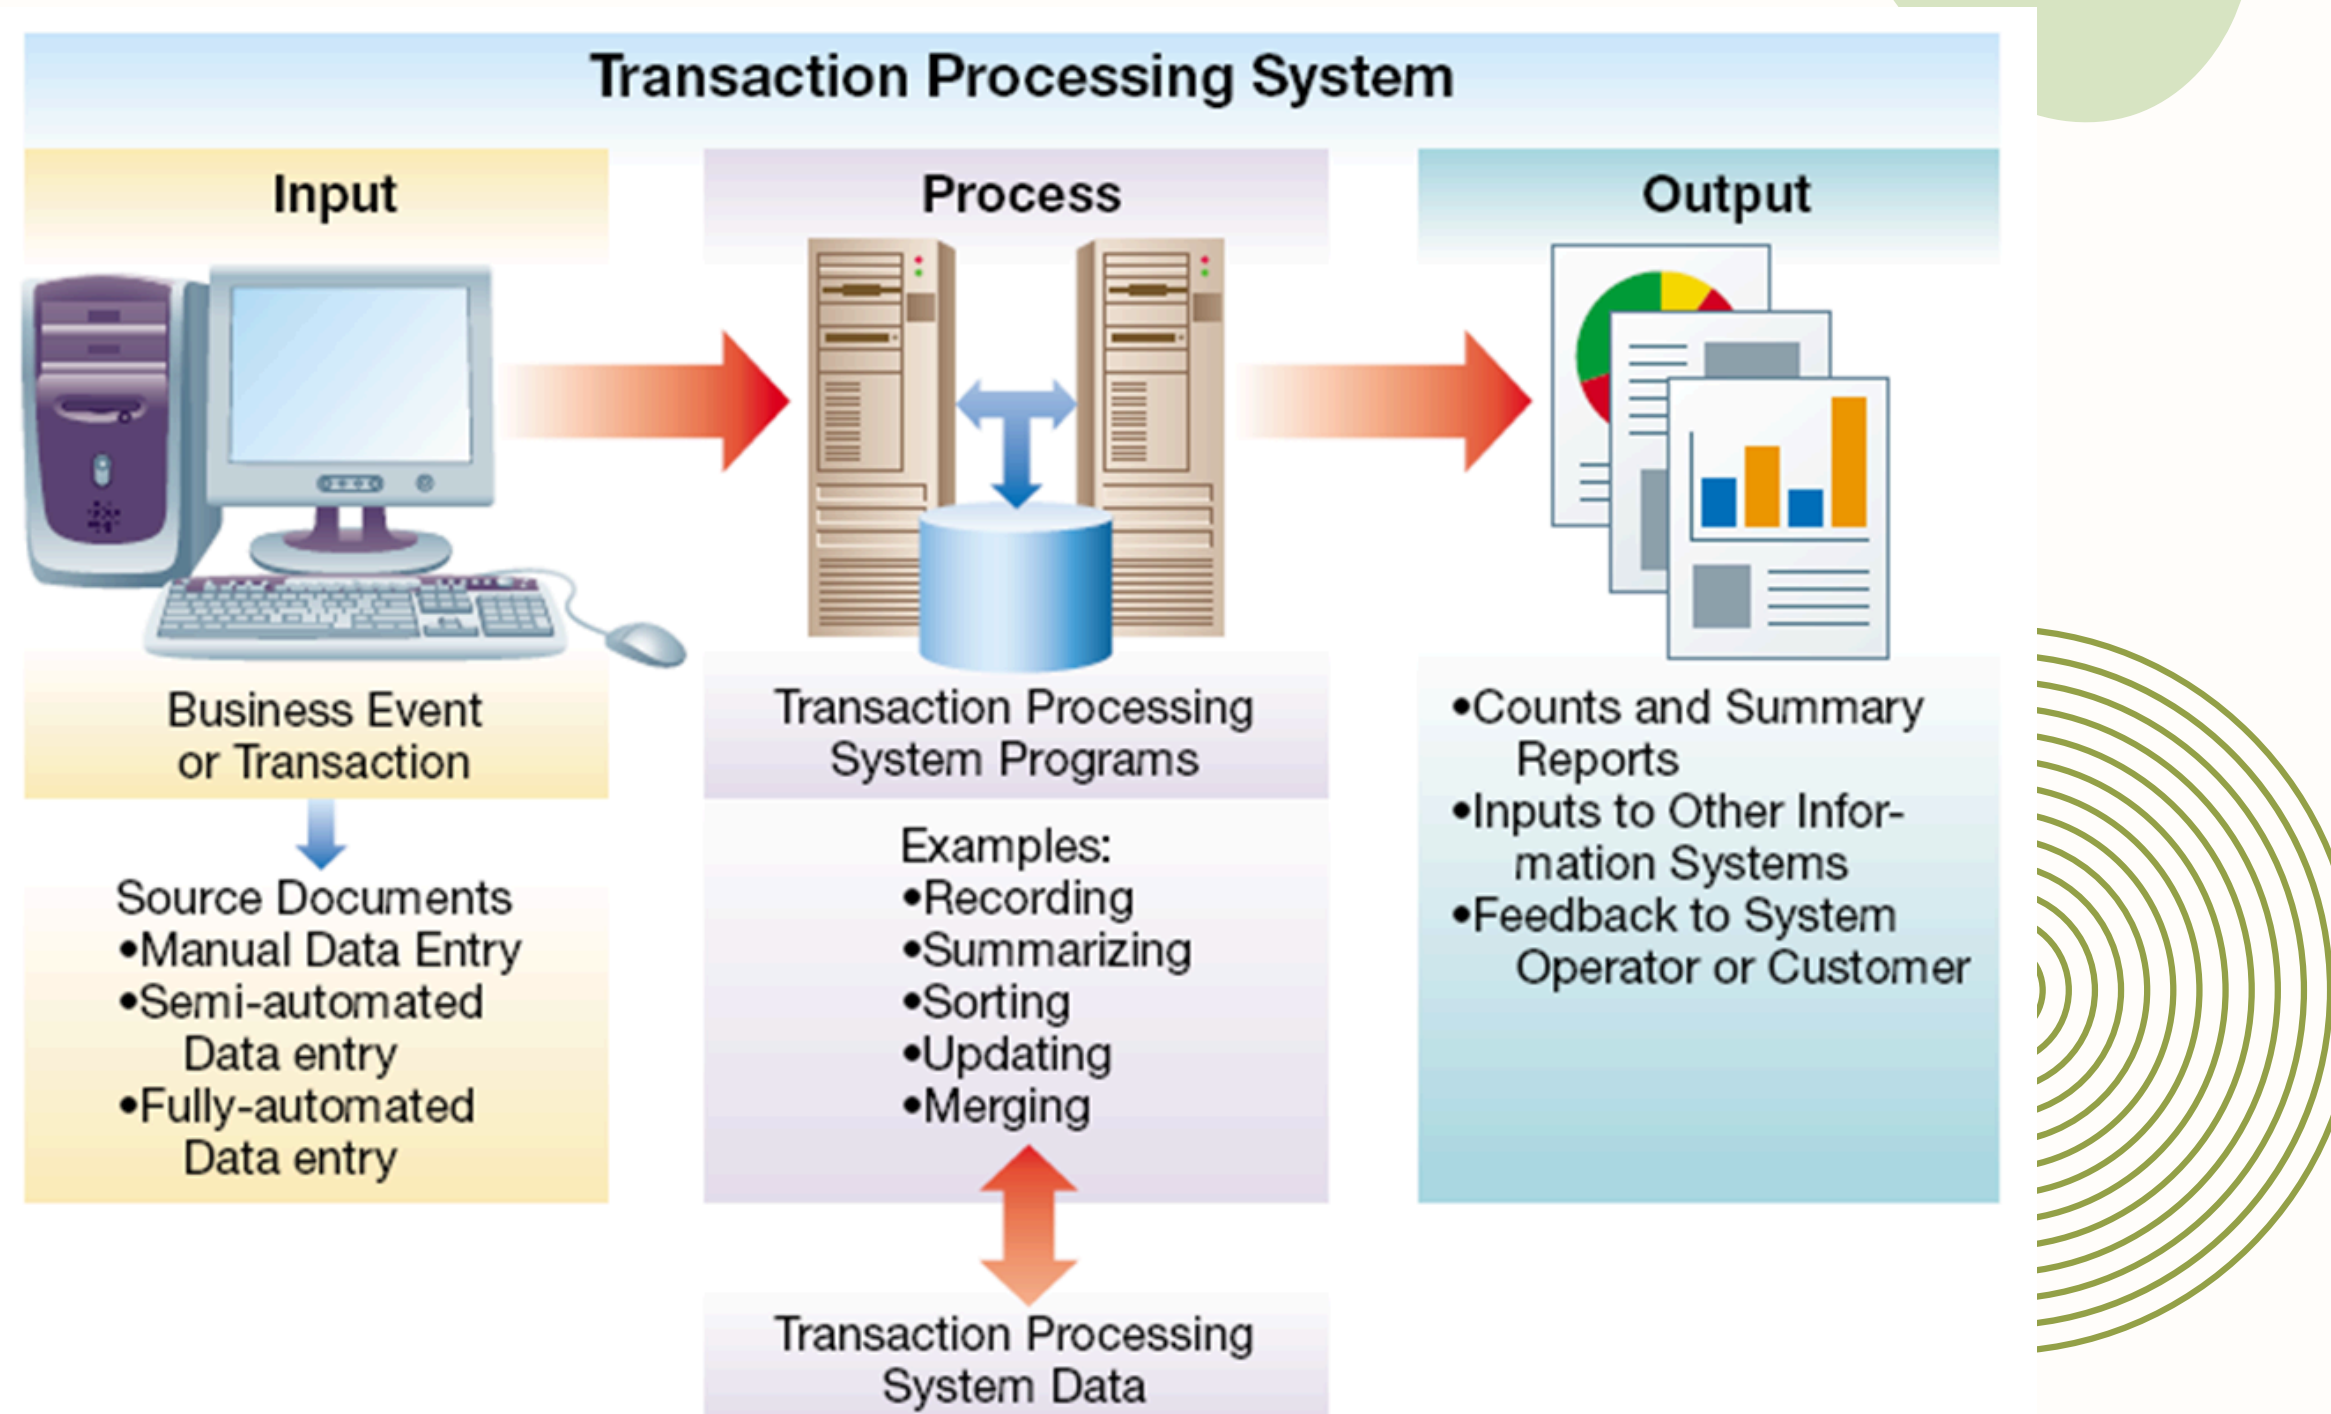 Transaction Processing System
Input
Business Event
or Transaction
Source Documents
•Manual Data Entry
•Semi-automated
Data entry
•Fully-automated
Data entry
Process
Transaction Processing
System Programs
Examples:
•Recording
•Summarizing
•Sorting
•Updating
•Merging
Transaction Processing
System Data
Output
•Counts and Summary
Reports
•Inputs to Other Infor-
mation Systems
•Feedback to System
Operator or Customer